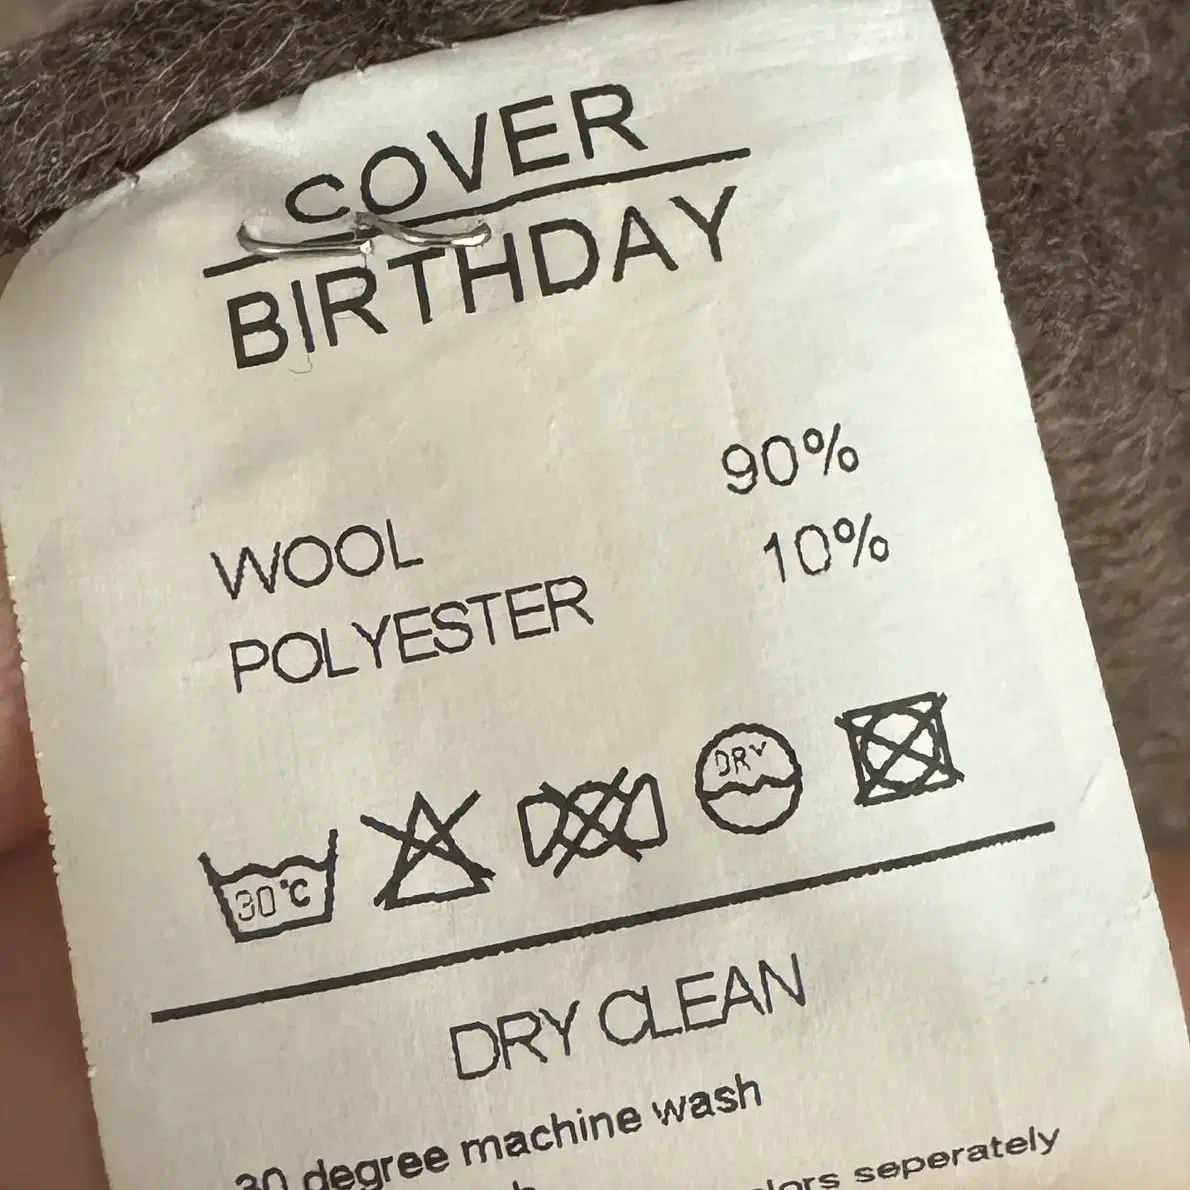 COVER
BIRTHDAY
WOOL 90%
POLYESTER 10%
30°C
DRY
DRY CLEAN
30 degree machine wash
seperately